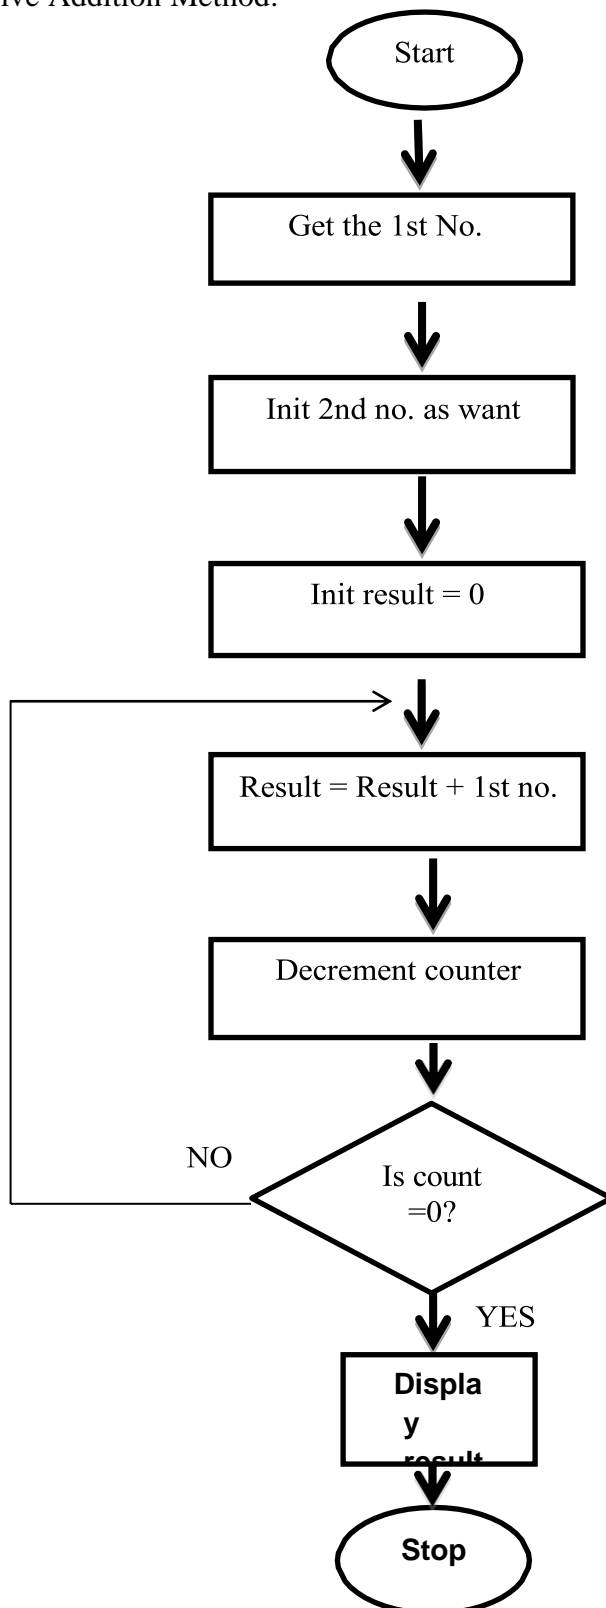 ive Addition Method:
Start
Get the 1st No.
Init 2nd no. as want
Init result = 0
Result = Result + 1st no.
Decrement counter
NO
Is count
=0?
YES
Displa
y
result
Stop